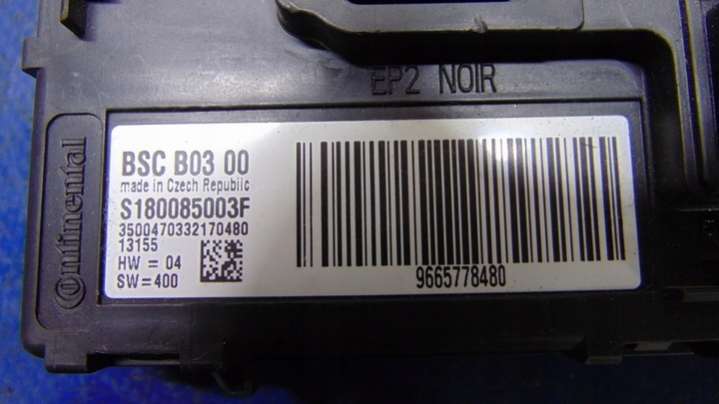 EP2 NOIR
Continental
BSC B03 00
made in Czech Republic
S180085003F
3500470332170480
13155
HW = 04
SW=400
9665778480